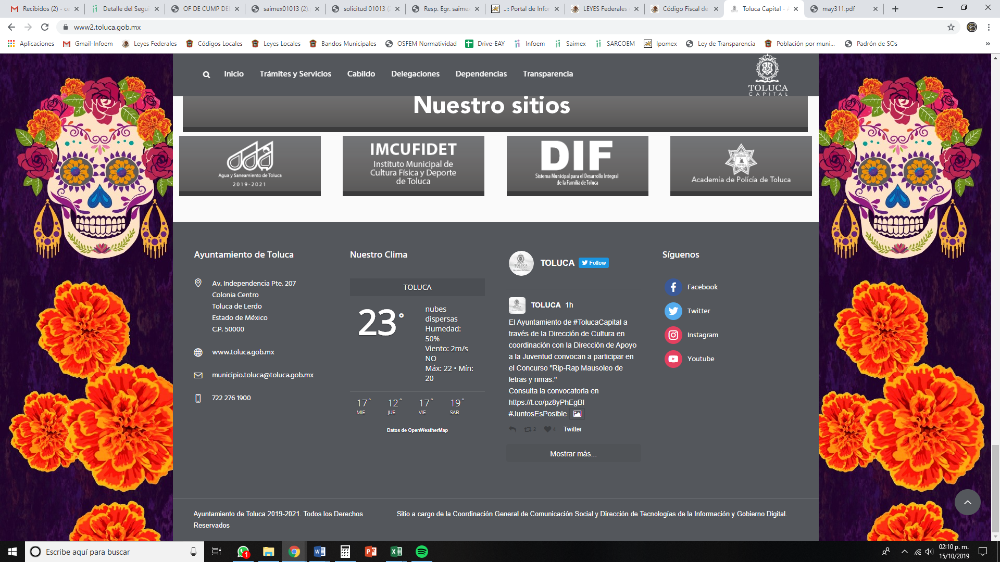 Recibidos (2) - ce
Detalle del Segui
OF DE CUMP DE
saimex01013 (2).
solicitud 01013 (
Resp. Egr. saimex
..:: Portal de Infor
LEYES Federales
Código Fiscal de
Toluca Capital -
may311.pdf
www2.toluca.gob.mx
Aplicaciones
Gmail-Infoem
Leyes Federales
Códigos Locales
Leyes Locales
Bandos Municipales
OSFEM Normatividad
Drive-EAY
Infoem
Saimex
SARCOEM
Ipomex
Ley de Transparencia
Población por muni...
Padrón de SOs
»
Inicio
Trámites y Servicios
Cabildo
Delegaciones
Dependencias
Transparencia
TOLUCA
CAPITAL
Nuestro sitios
Agua y Saneamiento de Toluca
2019-2021
IMCUFIDET
Instituto Municipal de
Cultura Física y Deporte
de Toluca
DIF
Sistema Municipal para el Desarrollo Integral
de la Familia de Toluca
Academia de Policía de Toluca
Ayuntamiento de Toluca
Av. Independencia Pte. 207
Colonia Centro
Toluca de Lerdo
Estado de México
C.P. 50000
www.toluca.gob.mx
municipio.toluca@toluca.gob.mx
722 276 1900
Nuestro Clima
TOLUCA
23°
nubes
dispersas
Humedad:
50%
Viento: 2m/s
NO
Máx: 22 • Mín:
20
17° 12° 17° 19°
MIE JUE VIE SAB
Datos de OpenWeatherMap
TOLUCA Follow
TOLUCA 1h
El Ayuntamiento de #TolucaCapital a
través de la Dirección de Cultura en
coordinación con la Dirección de Apoyo
a la Juventud convocan a participar en
el Concurso "Rip-Rap Mausoleo de
letras y rimas."
Consulta la convocatoria en
https://t.co/pz8yPhEgBl
#JuntosEsPosible
2 4 Twitter
Mostrar más...
Síguenos
Facebook
Twitter
Instagram
Youtube
Ayuntamiento de Toluca 2019-2021. Todos los Derechos
Reservados
Sitio a cargo de la Coordinación General de Comunicación Social y Dirección de Tecnologías de la Información y Gobierno Digital.
Escribe aquí para buscar
1
02:10 p. m.
15/10/2019